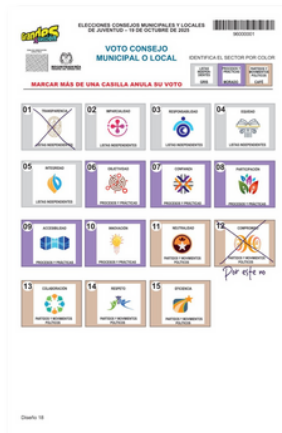 ELECCIONES CONSEJOS MUNICIPALES Y LOCALES
DE JUVENTUD – 19 DE OCTUBRE DE 2025
VOTO CONSEJO
MUNICIPAL O LOCAL
IDENTIFICA EL SECTOR POR COLOR
MARCAR MÁS DE UNA CASILLA ANULA SU VOTO
GRIS MORADO CAFÉ
01 TRANSPARENCIA
LISTAS INDEPENDIENTES
02 IMPARCIALIDAD
LISTAS INDEPENDIENTES
03 RESPONSABILIDAD
LISTAS INDEPENDIENTES
04 EQUIDAD
LISTAS INDEPENDIENTES
05 INTEGRIDAD
LISTAS INDEPENDIENTES
06 OBJETIVIDAD
PROCESOS Y PRÁCTICAS
07 CONFIANZA
PROCESOS Y PRÁCTICAS
08 PARTICIPACIÓN
PROCESOS Y PRÁCTICAS
09 ACCESIBILIDAD
PROCESOS Y PRÁCTICAS
10 INNOVACIÓN
PROCESOS Y PRÁCTICAS
11 NEUTRALIDAD
PARTIDOS Y MOVIMIENTOS
POLÍTICOS
12 COMPROMISO
PARTIDOS Y MOVIMIENTOS
POLÍTICOS
Por este no
13 COLABORACIÓN
PARTIDOS Y MOVIMIENTOS
POLÍTICOS
14 RESPETO
PARTIDOS Y MOVIMIENTOS
POLÍTICOS
15 EFICIENCIA
PARTIDOS Y MOVIMIENTOS
POLÍTICOS
Diseño 18